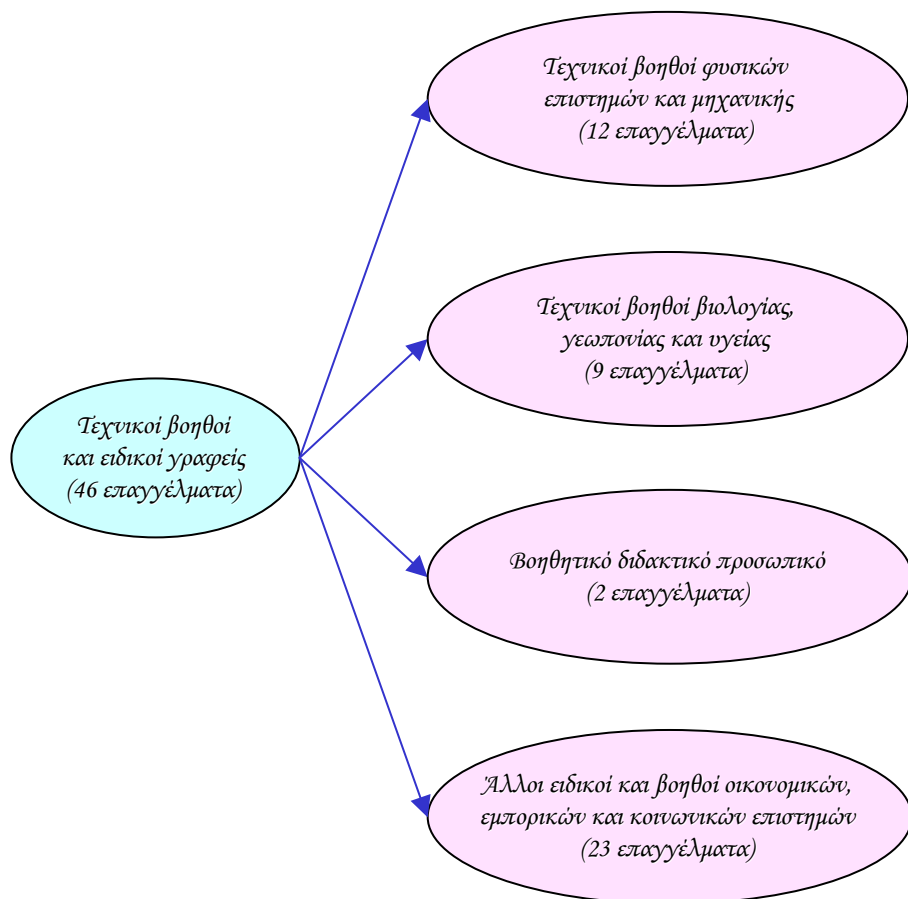 Τεχνικοί βοηθοί φυσικών
επιστημών και μηχανικής
(12 επαγγέλματα)
Τεχνικοί βοηθοί βιολογίας,
γεωπονίας και υγείας
(9 επαγγέλματα)
Τεχνικοί βοηθοί
και ειδικοί γραφείς
(46 επαγγέλματα)
Βοηθητικό διδακτικό προσωπικό
(2 επαγγέλματα)
Άλλοι ειδικοί και βοηθοί οικονομικών,
εμπορικών και κοινωνικών επιστημών
(23 επαγγέλματα)